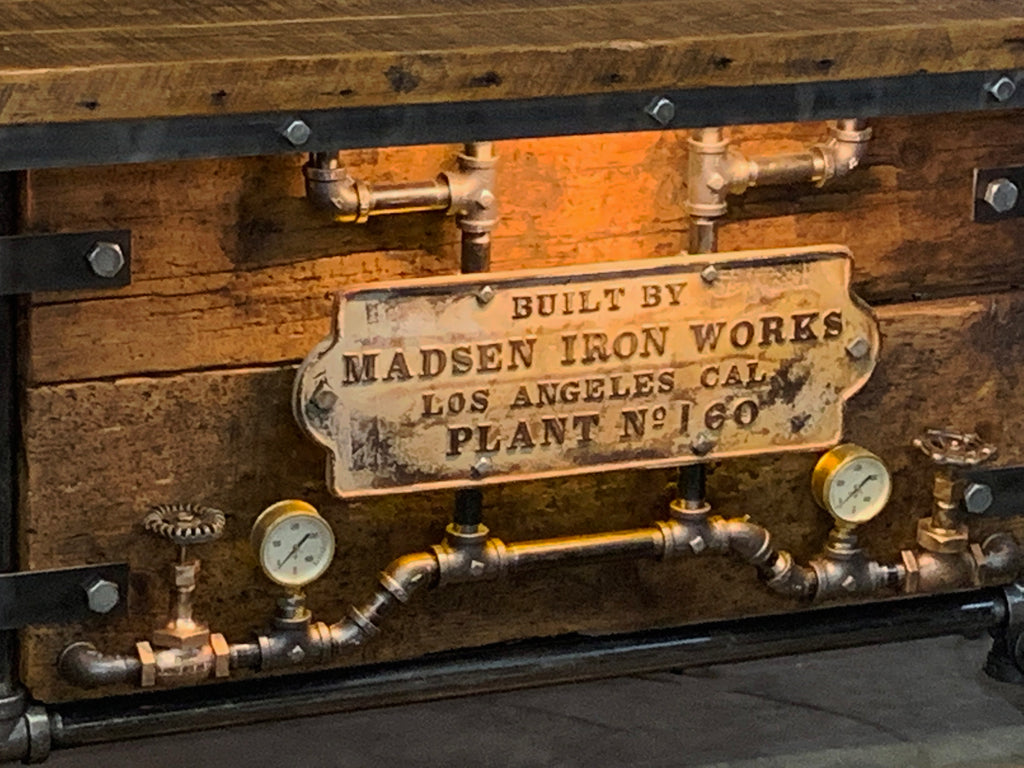 BUILT BY
MADSEN IRON WORKS
LOS ANGELES CAL.
PLANT Nº 160